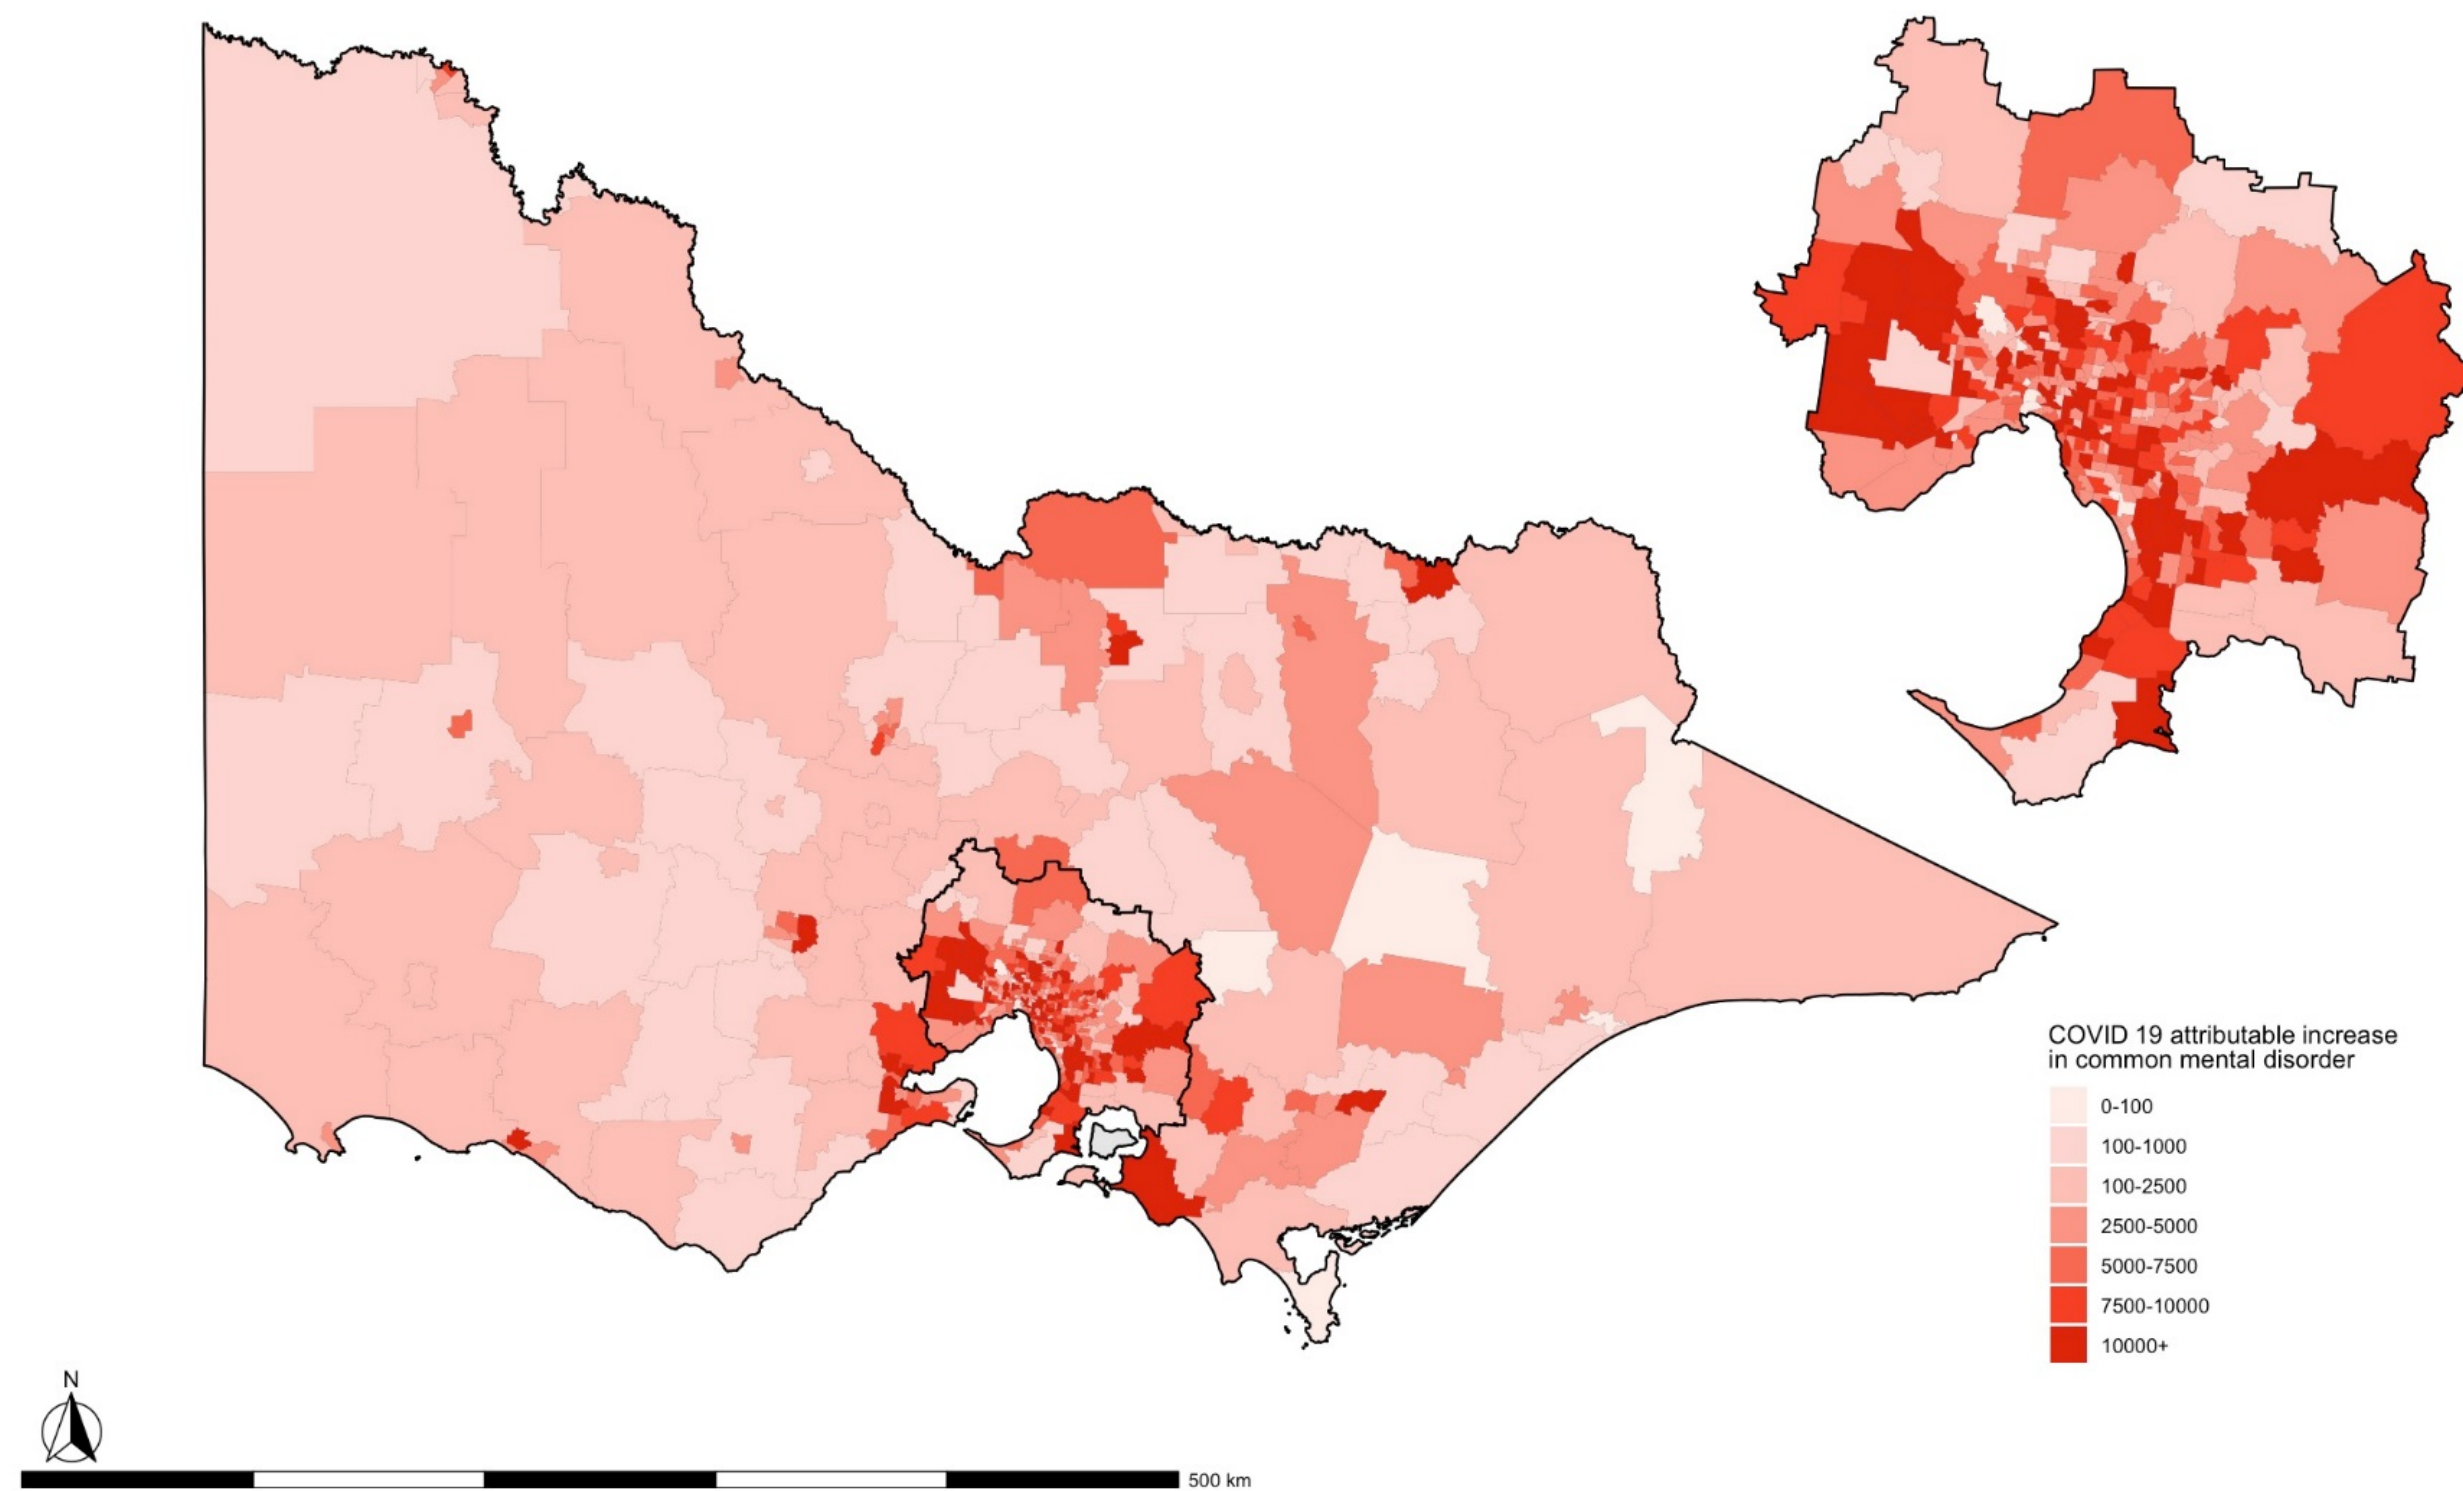 COVID 19 attributable increase
in common mental disorder
0-100
100-1000
100-2500
2500-5000
5000-7500
7500-10000
10000+
N
500 km